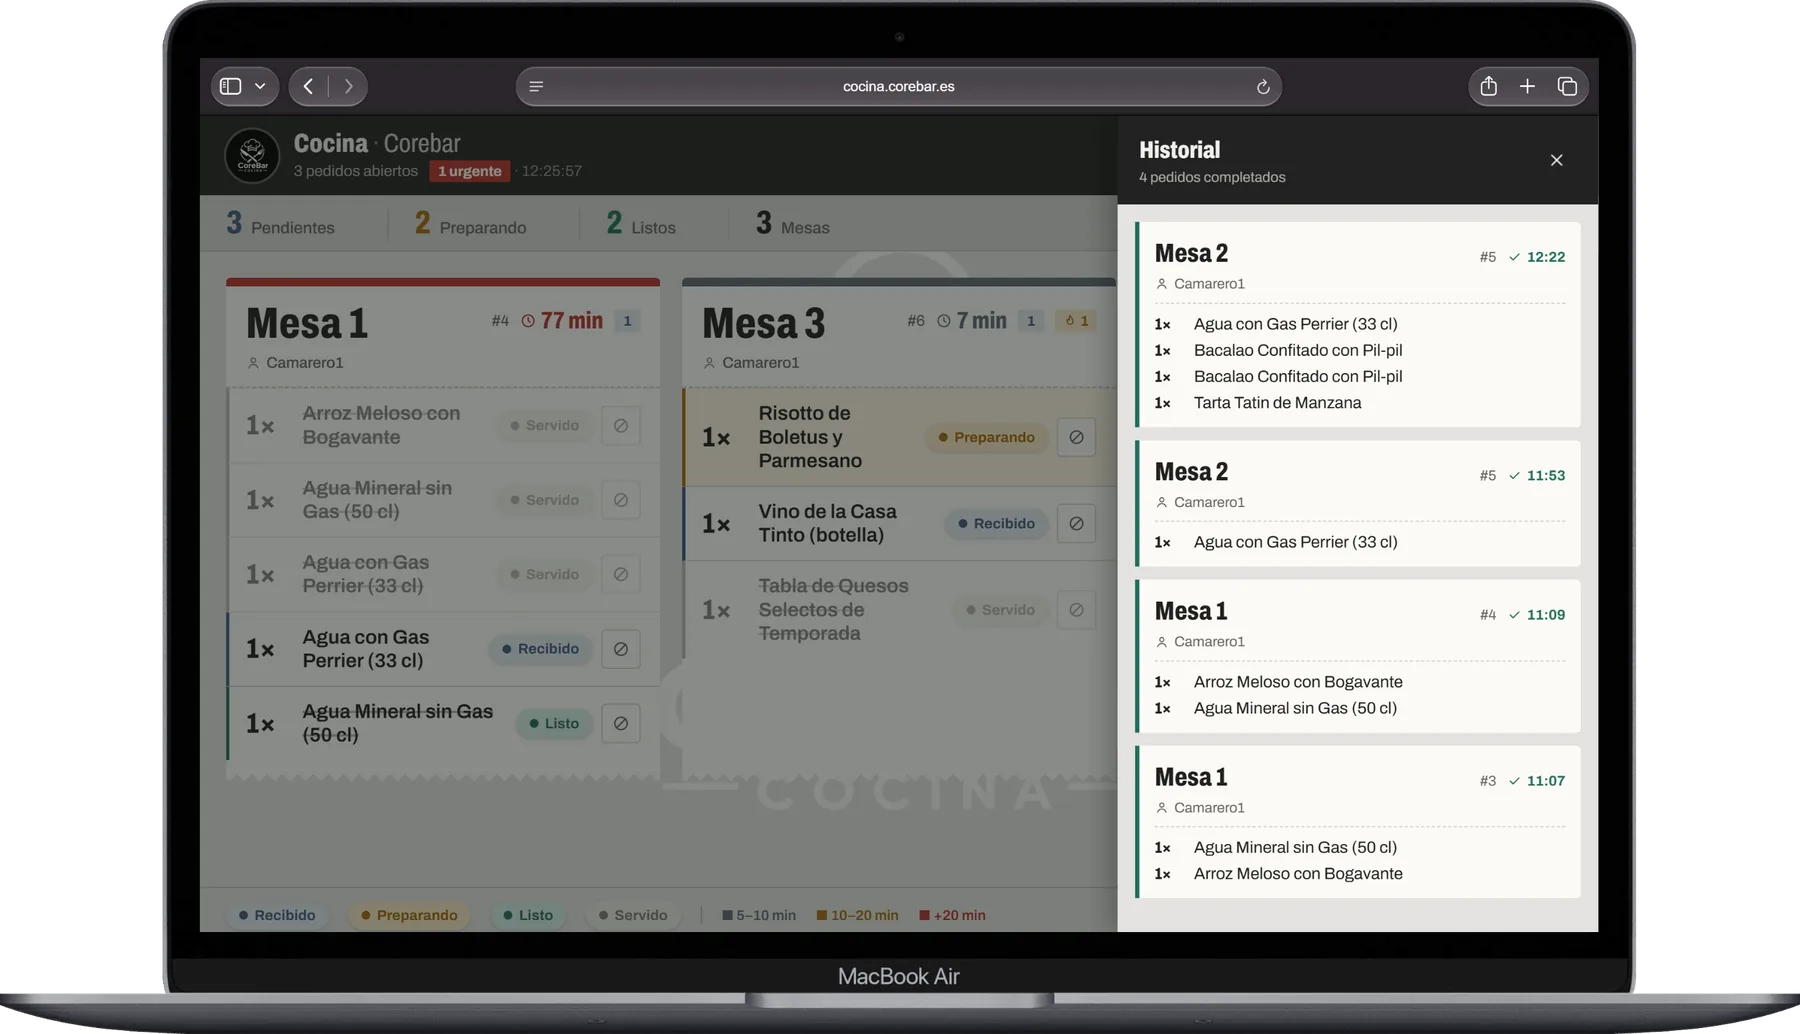 cocina.corebar.es
CoreBar
COCINA
Cocina · Corebar
3 pedidos abiertos 1 urgente · 12:25:57
3 Pendientes 2 Preparando 2 Listos 3 Mesas
Mesa 1 #4 77 min 1
Camarero1
1× Arroz Meloso con
Bogavante
Servido
1× Agua Mineral sin
Gas (50 cl)
Servido
1× Agua con Gas
Perrier (33 cl)
Servido
1× Agua con Gas
Perrier (33 cl)
Recibido
1× Agua Mineral sin Gas
(50 cl)
Listo
Mesa 3 #6 7 min 1 1
Camarero1
1× Risotto de
Boletus y
Parmesano
Preparando
1× Vino de la Casa
Tinto (botella)
Recibido
1× Tabla de Quesos
Selectos de
Temporada
Servido
COCINA
Recibido Preparando Listo Servido 5–10 min 10–20 min +20 min
Historial
4 pedidos completados
Mesa 2 #5 12:22
Camarero1
1× Agua con Gas Perrier (33 cl)
1× Bacalao Confitado con Pil-pil
1× Bacalao Confitado con Pil-pil
1× Tarta Tatin de Manzana
Mesa 2 #5 11:53
Camarero1
1× Agua con Gas Perrier (33 cl)
Mesa 1 #4 11:09
Camarero1
1× Arroz Meloso con Bogavante
1× Agua Mineral sin Gas (50 cl)
Mesa 1 #3 11:07
Camarero1
1× Agua Mineral sin Gas (50 cl)
1× Arroz Meloso con Bogavante
MacBook Air